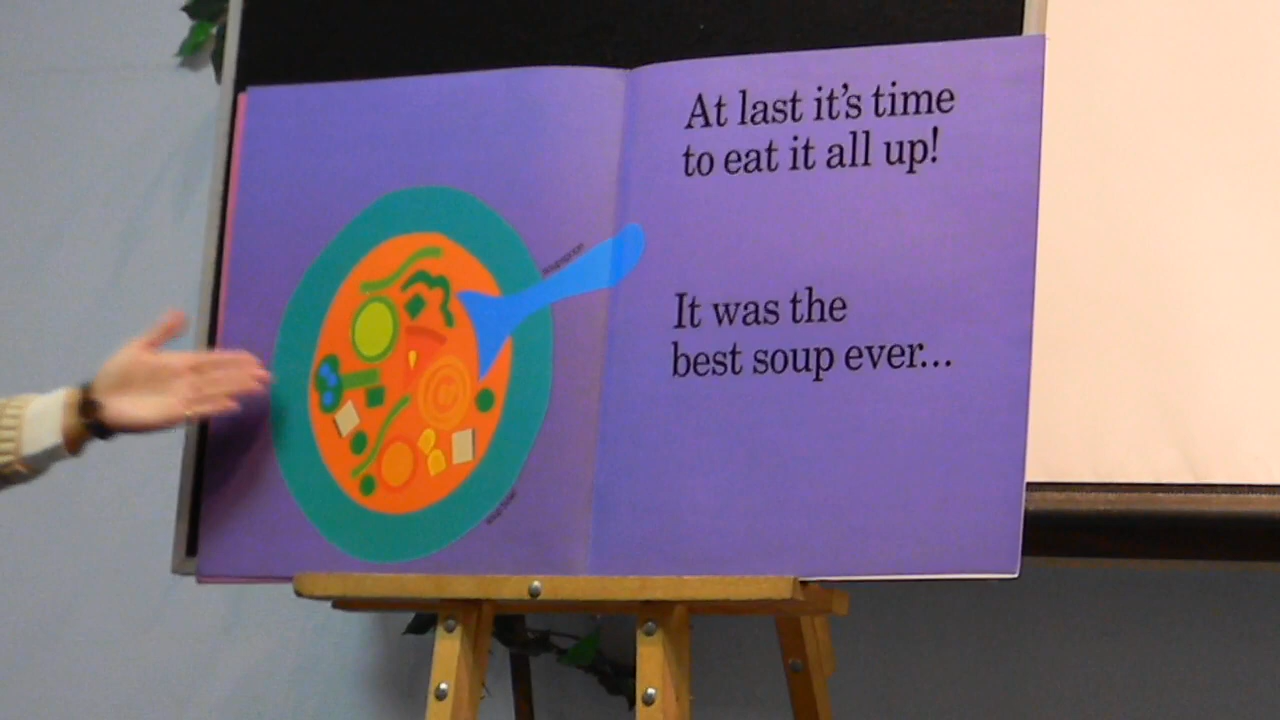 At last it's time
to eat it all up!
It was the
best soup ever...